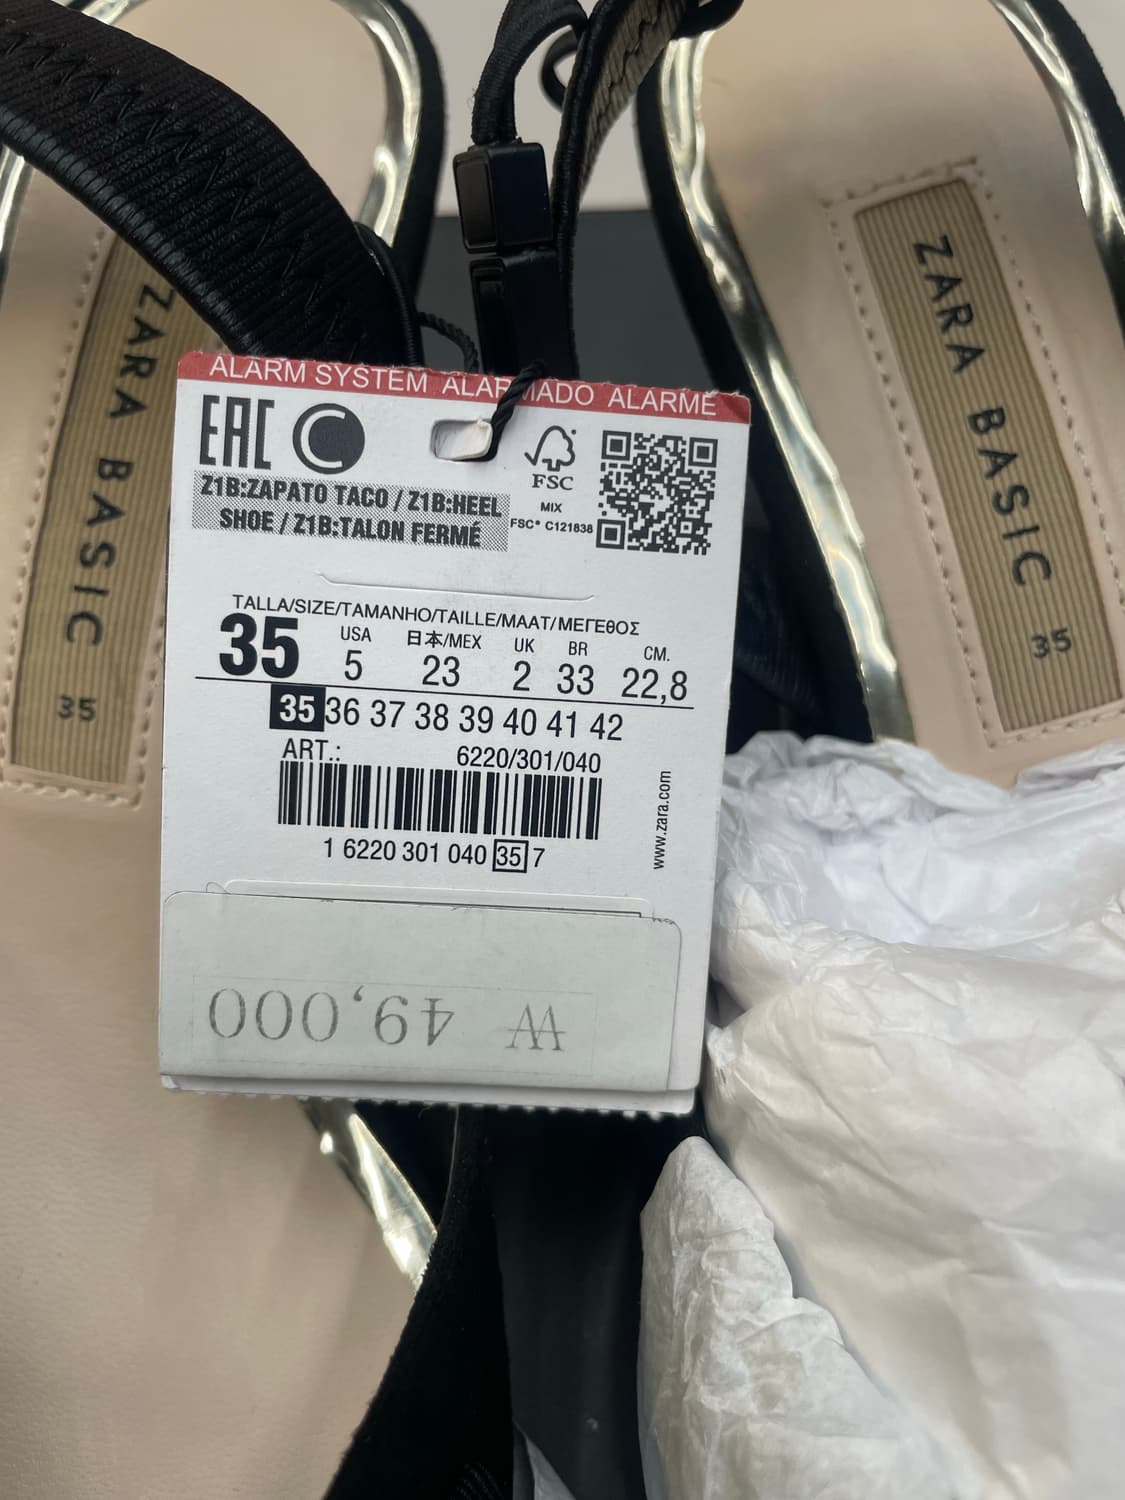 ZARA BASIC
35
ZARA BASIC
35
ALARM SYSTEM ALARMADO ALARME
EAC
FSC
MIX
FSC® C121838
Z1B:ZAPATO TACO / Z1B:HEEL
SHOE / Z1B:TALON FERMÉ
TALLA/SIZE/TAMANHO/TAILLE/MAAT/ΜΕΓΕΘΟΣ
35
USA 日本/MEX UK BR CM.
5 23 2 33 22,8
35 36 37 38 39 40 41 42
ART.: 6220/301/040
1 6220 301 040 35 7
www.zara.com
₩ 49,000